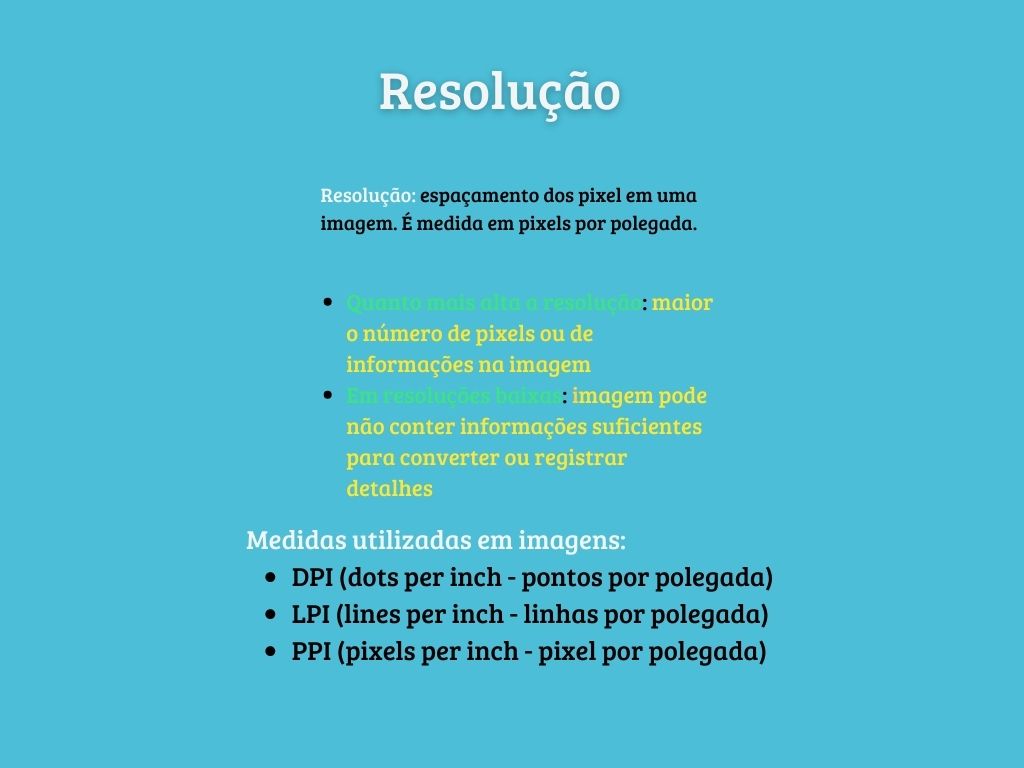 Resolução
Resolução: espaçamento dos pixel em uma
imagem. É medida em pixels por polegada.
• Quanto mais alta a resolução: maior
o número de pixels ou de
informações na imagem
• Em resoluções baixas: imagem pode
não conter informações suficientes
para converter ou registrar
detalhes
Medidas utilizadas em imagens:
• DPI (dots per inch - pontos por polegada)
• LPI (lines per inch - linhas por polegada)
• PPI (pixels per inch - pixel por polegada)